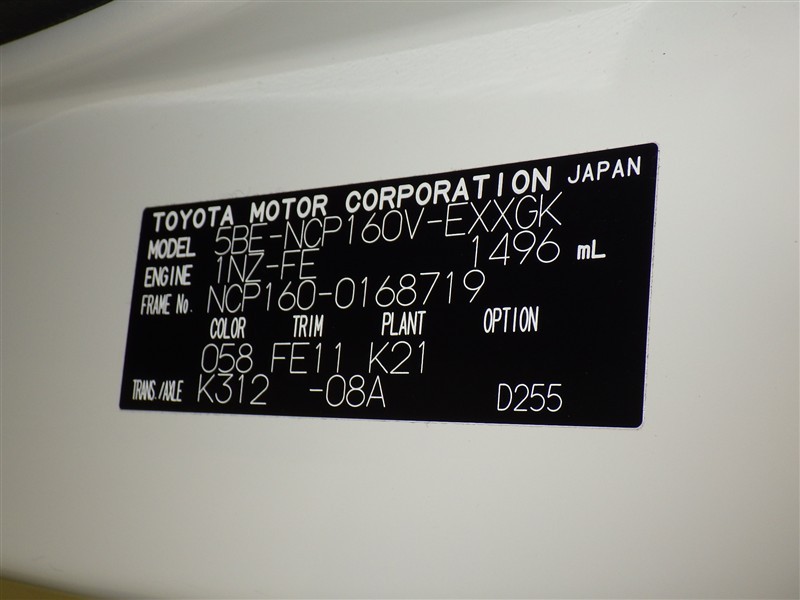 TOYOTA MOTOR CORPORATION JAPAN
MODEL 5BE-NCP160V-EXXGK
ENGINE 1NZ-FE 1496 mL
FRAME No. NCP160-0168719
COLOR TRIM PLANT OPTION
058 FE11 K21
TRANS./AXLE K312 -08A D255